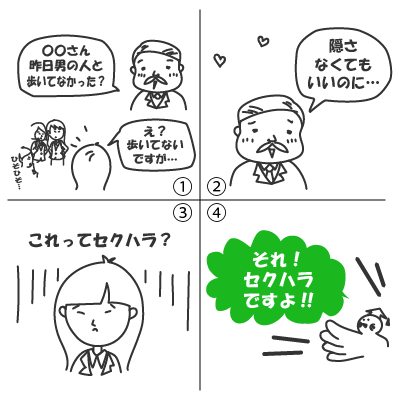 〇〇さん
昨日男の人と
歩いてなかった？
え？
歩いてない
ですが…
ひそひそ…
①
隠さ
なくても
いいのに…
②
③
これってセクハラ？
④
それ！
セクハラ
ですよ!!